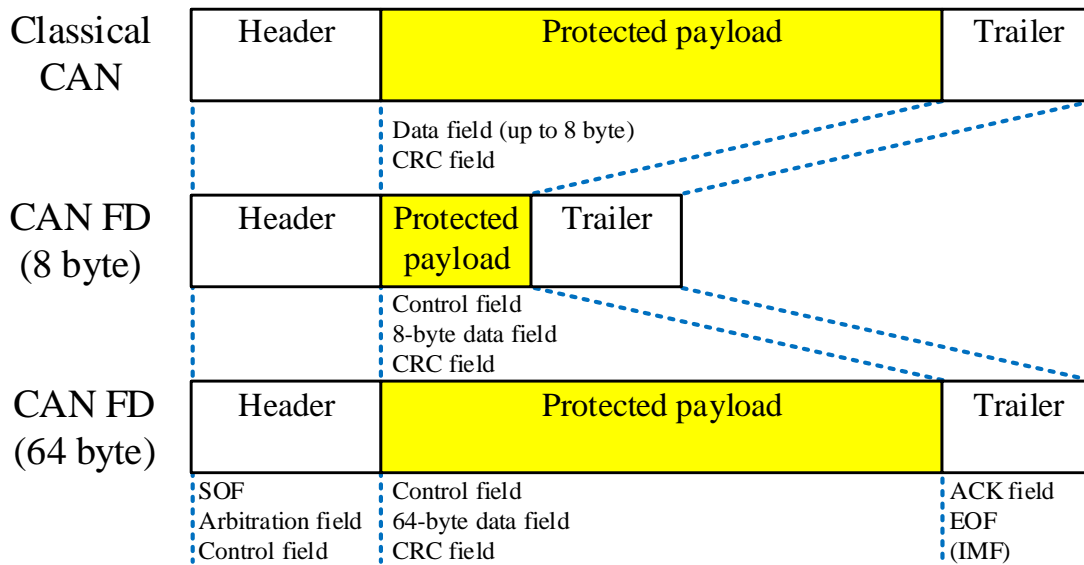 Classical
CAN
Header
Protected payload
Trailer
Data field (up to 8 byte)
CRC field
CAN FD
(8 byte)
Header
Protected
payload
Trailer
Control field
8-byte data field
CRC field
CAN FD
(64 byte)
Header
Protected payload
Trailer
SOF
Arbitration field
Control field
Control field
64-byte data field
CRC field
ACK field
EOF
(IMF)